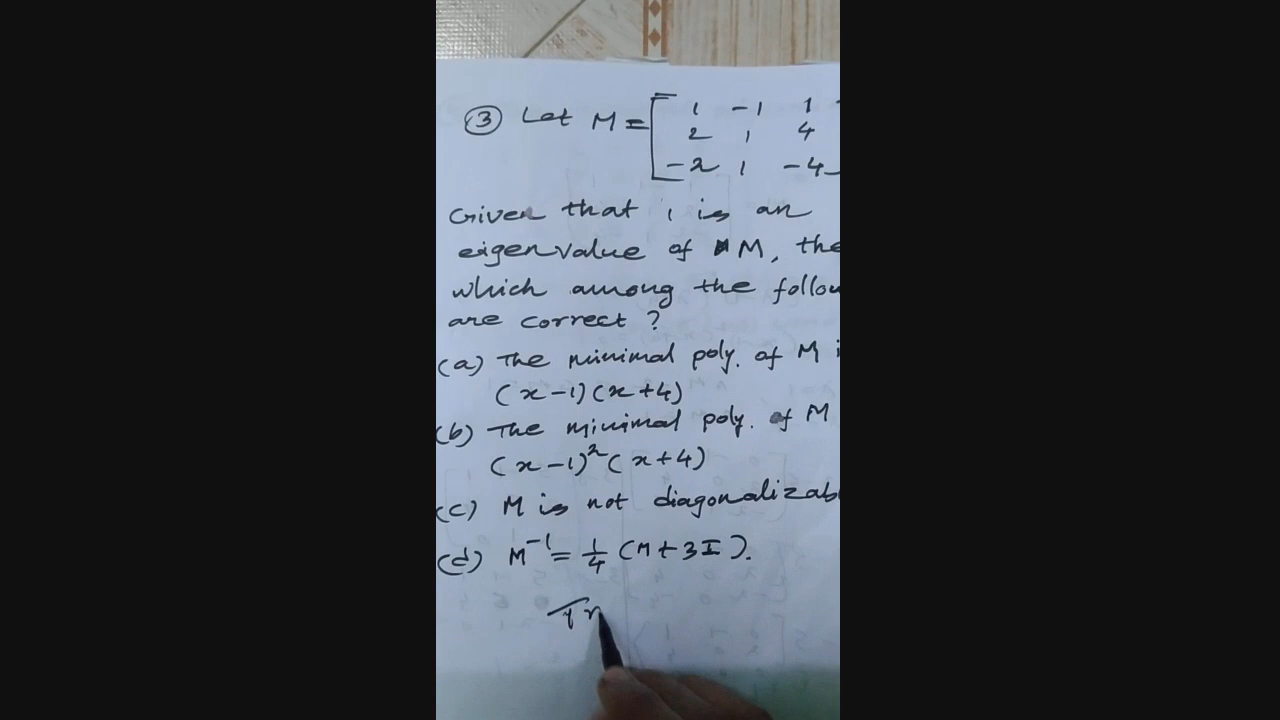 ③ Let M = [ 1 -1 1
2 1 4
-2 1 -4
Given that 1 is an
eigenvalue of M, the
which among the follow
are correct ?
(a) The minimal poly. of M i
(x-1)(x+4)
(b) The minimal poly. of M
(x-1)²(x+4)
(c) M is not diagonalizab
(d) M⁻¹ = 1/4 (M+3I).
Tr